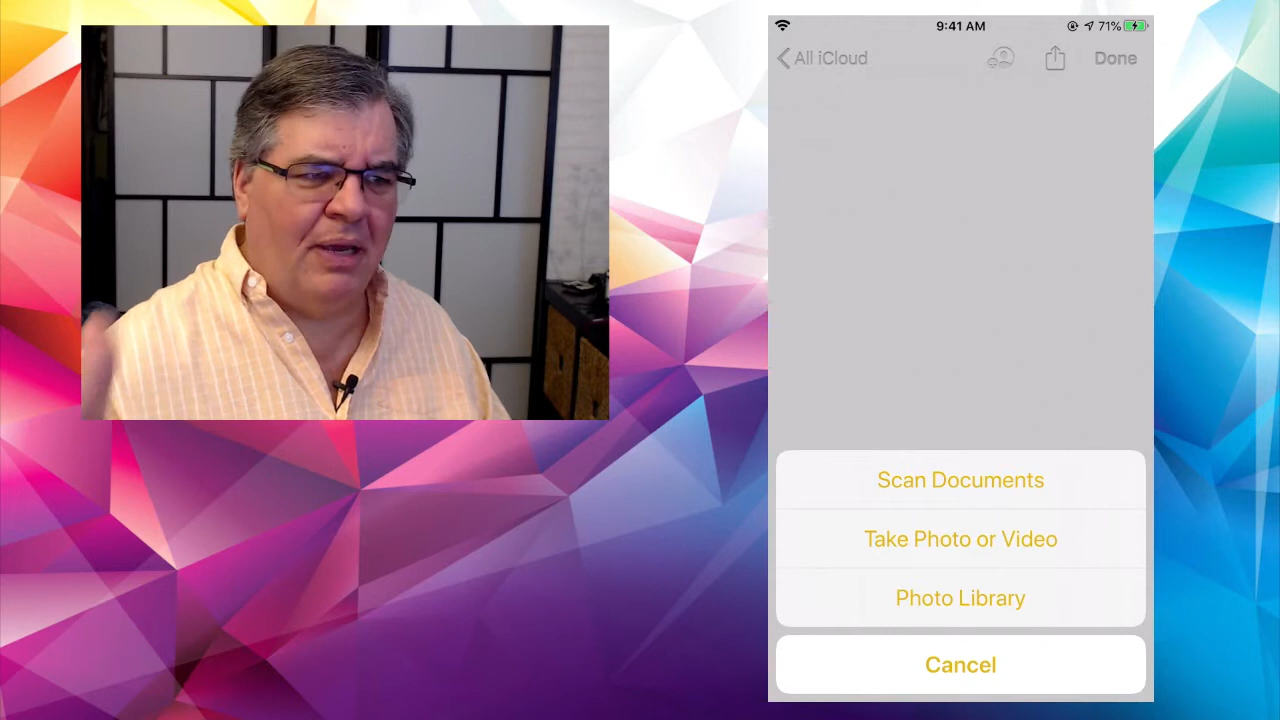 9:41 AM
71%
All iCloud
Done
Scan Documents
Take Photo or Video
Photo Library
Cancel